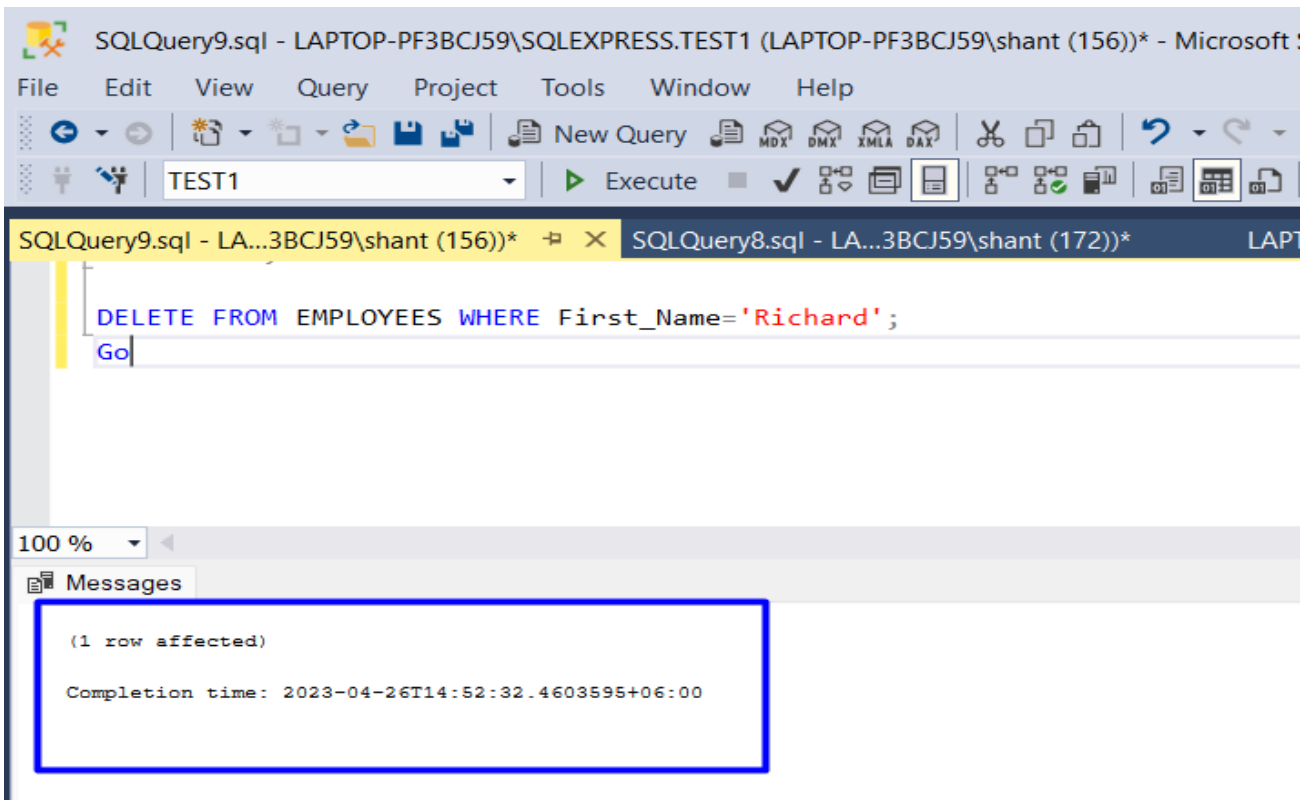 SQLQuery9.sql - LAPTOP-PF3BCJ59\SQLEXPRESS.TEST1 (LAPTOP-PF3BCJ59\shant (156))* - Microsoft
File Edit View Query Project Tools Window Help
New Query MDX DMX XMLA DAX
TEST1 Execute
SQLQuery9.sql - LA...3BCJ59\shant (156))* SQLQuery8.sql - LA...3BCJ59\shant (172))* LAPT
DELETE FROM EMPLOYEES WHERE First_Name='Richard';
Go
100 %
Messages
(1 row affected)
Completion time: 2023-04-26T14:52:32.4603595+06:00